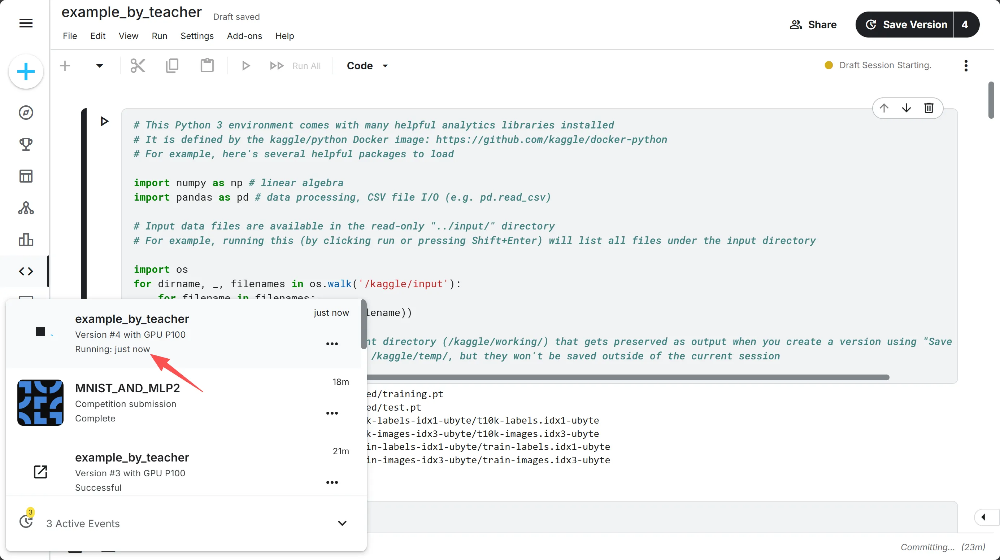 example_by_teacher
Draft saved
File Edit View Run Settings Add-ons Help
Share
Save Version 4
Run All
Code
Draft Session Starting.
# This Python 3 environment comes with many helpful analytics libraries installed
# It is defined by the kaggle/python Docker image: https://github.com/kaggle/docker-python
# For example, here's several helpful packages to load
import numpy as np # linear algebra
import pandas as pd # data processing, CSV file I/O (e.g. pd.read_csv)
# Input data files are available in the read-only "../input/" directory
# For example, running this (by clicking run or pressing Shift+Enter) will list all files under the input directory
import os
for dirname, _, filenames in os.walk('/kaggle/input'):
for filename in filenames:
lename))
nt directory (/kaggle/working/) that gets preserved as output when you create a version using "Save
/kaggle/temp/, but they won't be saved outside of the current session
ed/training.pt
ed/test.pt
k-labels-idx1-ubyte/t10k-labels.idx1-ubyte
k-images-idx3-ubyte/t10k-images.idx3-ubyte
in-labels-idx1-ubyte/train-labels.idx1-ubyte
in-images-idx3-ubyte/train-images.idx3-ubyte
example_by_teacher
just now
Version #4 with GPU P100
Running: just now
MNIST_AND_MLP2
18m
Competition submission
Complete
example_by_teacher
21m
Version #3 with GPU P100
Successful
3
3 Active Events
Committing... (23m)